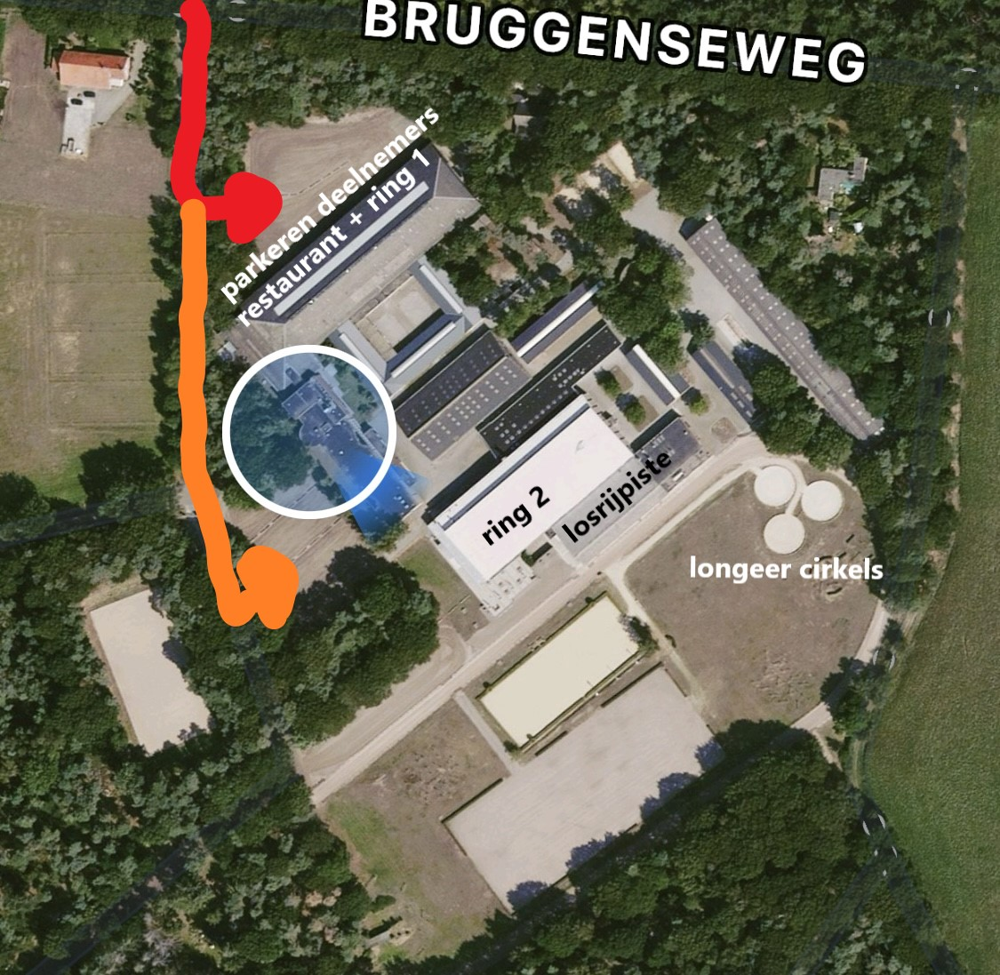 BRUGGENSEWEG
parkeren deelnemers
restaurant + ring 1
ring 2
losrijpiste
longeer cirkels